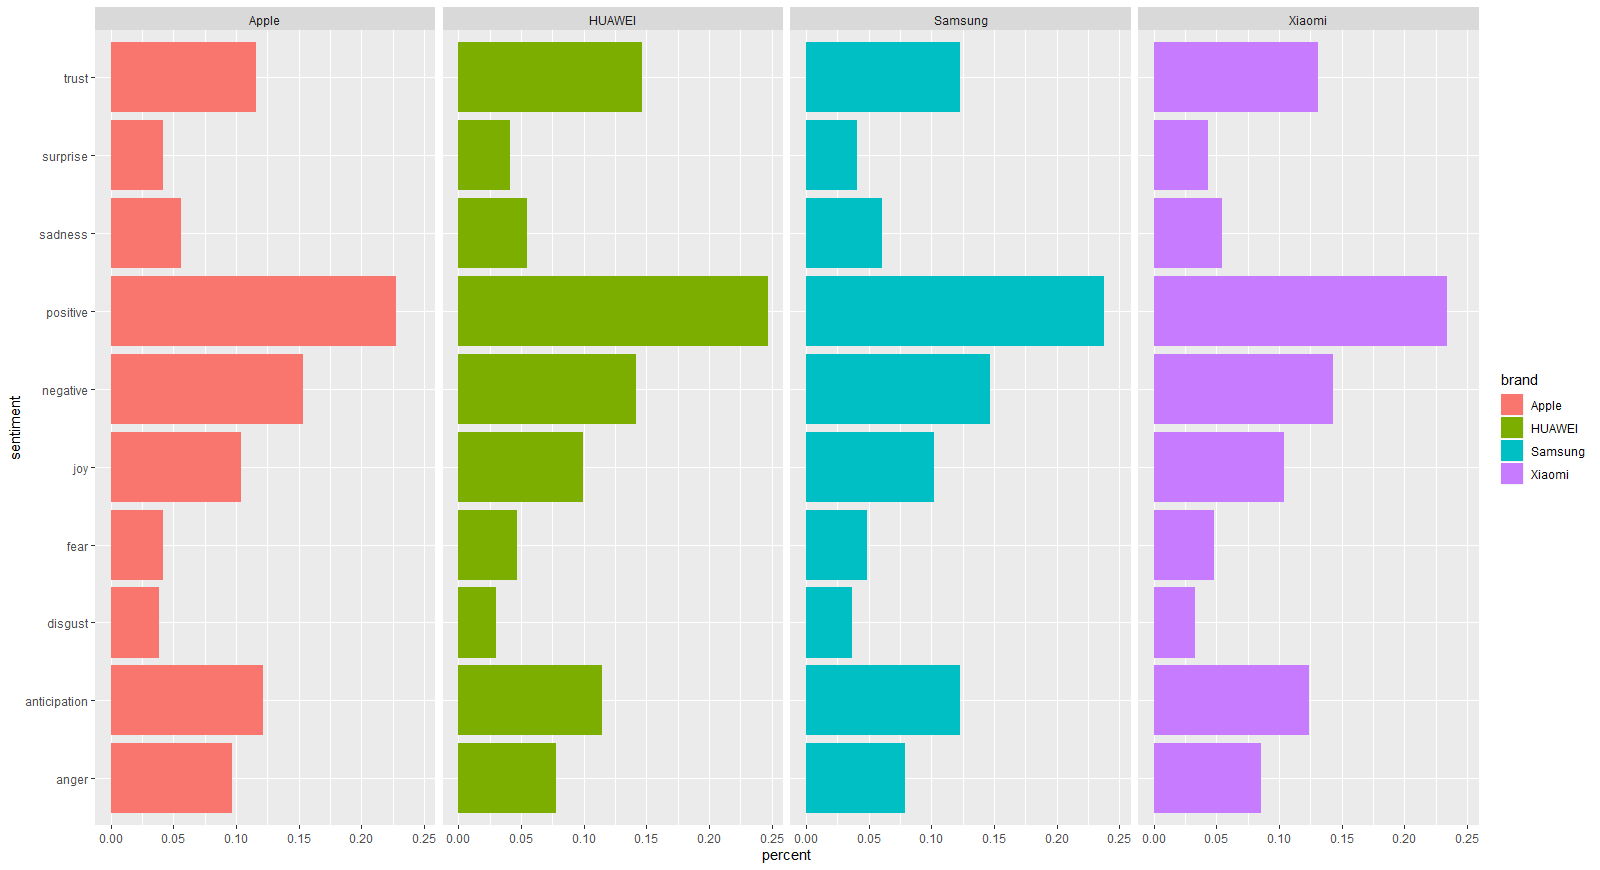 Apple HUAWEI Samsung Xiaomi
trust
surprise
sadness
positive
negative
joy
fear
disgust
anticipation
anger
sentiment
0.00 0.05 0.10 0.15 0.20 0.25 0.00 0.05 0.10 0.15 0.20 0.25 0.00 0.05 0.10 0.15 0.20 0.25 0.00 0.05 0.10 0.15 0.20 0.25
percent
brand
Apple
HUAWEI
Samsung
Xiaomi